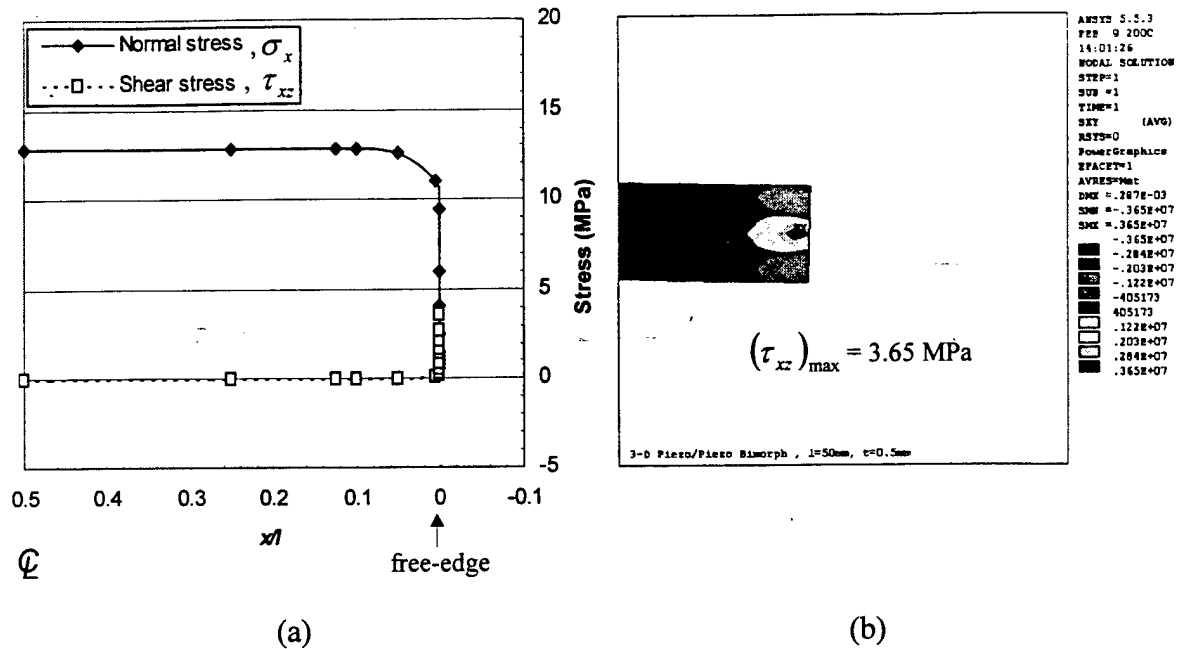 Normal stress , σx
Shear stress , τxz
20
15
10
5
0
-5
Stress (MPa)
0.5 0.4 0.3 0.2 0.1 0 -0.1
x/l
℄
free-edge
(a)
ANSYS 5.5.3
FEB 9 2000
14:01:26
NODAL SOLUTION
STEP=1
SUB =1
TIME=1
SXY (AVG)
RSYS=0
PowerGraphics
EFACET=1
AVRES=Mat
DMX =.287E-03
SMN =-.365E+07
SMX =.365E+07
-.365E+07
-.284E+07
-.203E+07
-.122E+07
-405173
405173
.122E+07
.203E+07
.284E+07
.365E+07
(τxz)max = 3.65 MPa
3-D Piezo/Piezo Bimorph , l=50mm, t=0.5mm
(b)